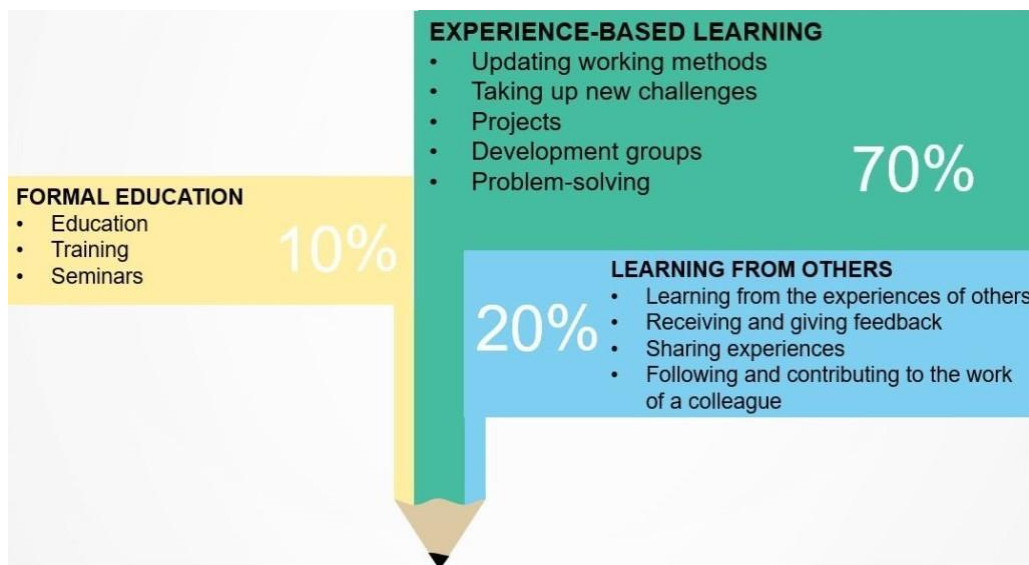 EXPERIENCE-BASED LEARNING
• Updating working methods
• Taking up new challenges
• Projects
• Development groups
• Problem-solving
70%
FORMAL EDUCATION
• Education
• Training
• Seminars
10%
LEARNING FROM OTHERS
• Learning from the experiences of others
• Receiving and giving feedback
• Sharing experiences
• Following and contributing to the work
of a colleague
20%